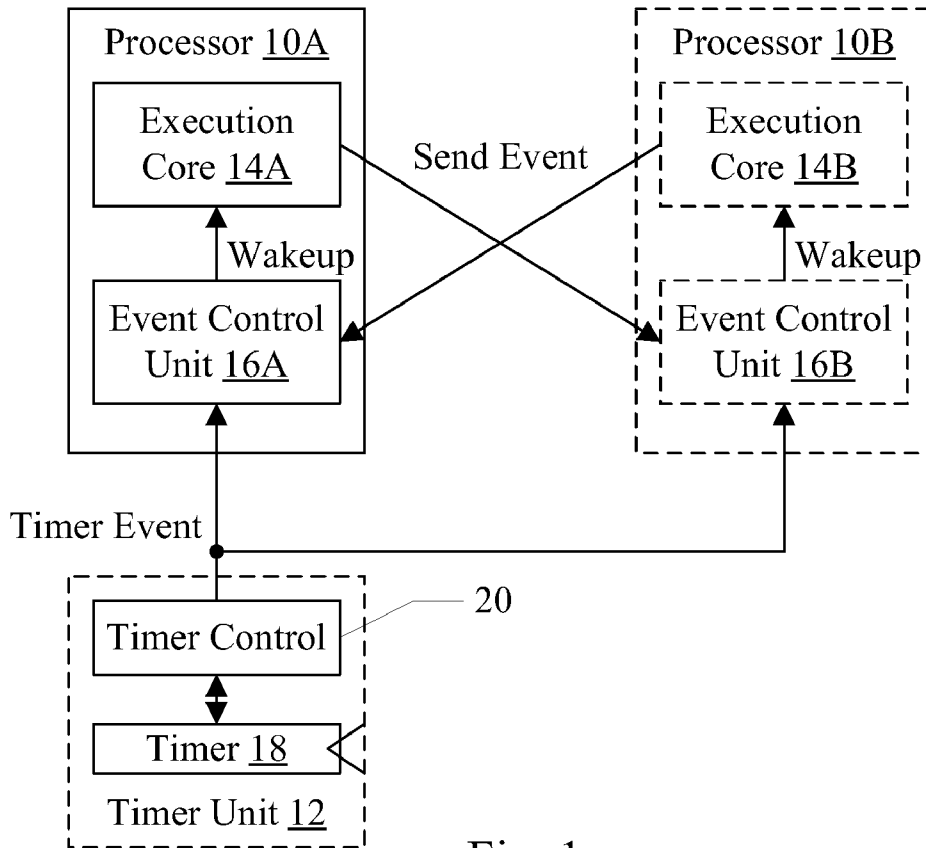 Processor 10A
Execution
Core 14A
Wakeup
Event Control
Unit 16A
Send Event
Processor 10B
Execution
Core 14B
Wakeup
Event Control
Unit 16B
Timer Event
Timer Control
20
Timer 18
Timer Unit 12